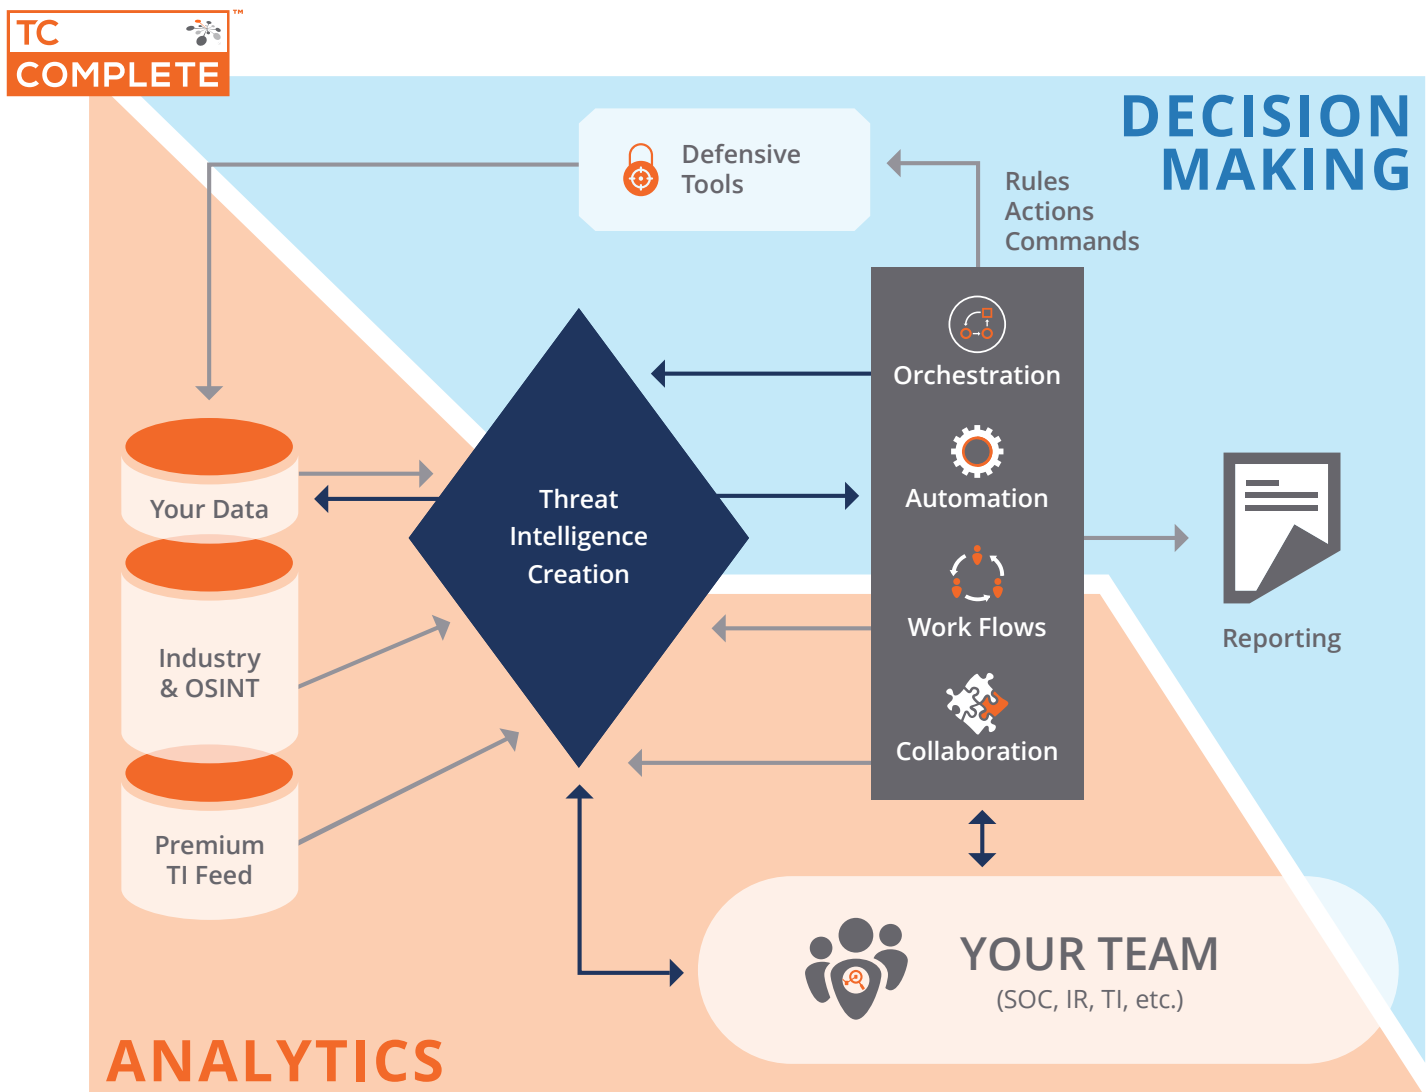 TC
™
COMPLETE
DECISION
MAKING
Defensive
Tools
Rules
Actions
Commands
Orchestration
Automation
Work Flows
Collaboration
Threat
Intelligence
Creation
Your Data
Industry
& OSINT
Premium
TI Feed
Reporting
YOUR TEAM
(SOC, IR, TI, etc.)
ANALYTICS